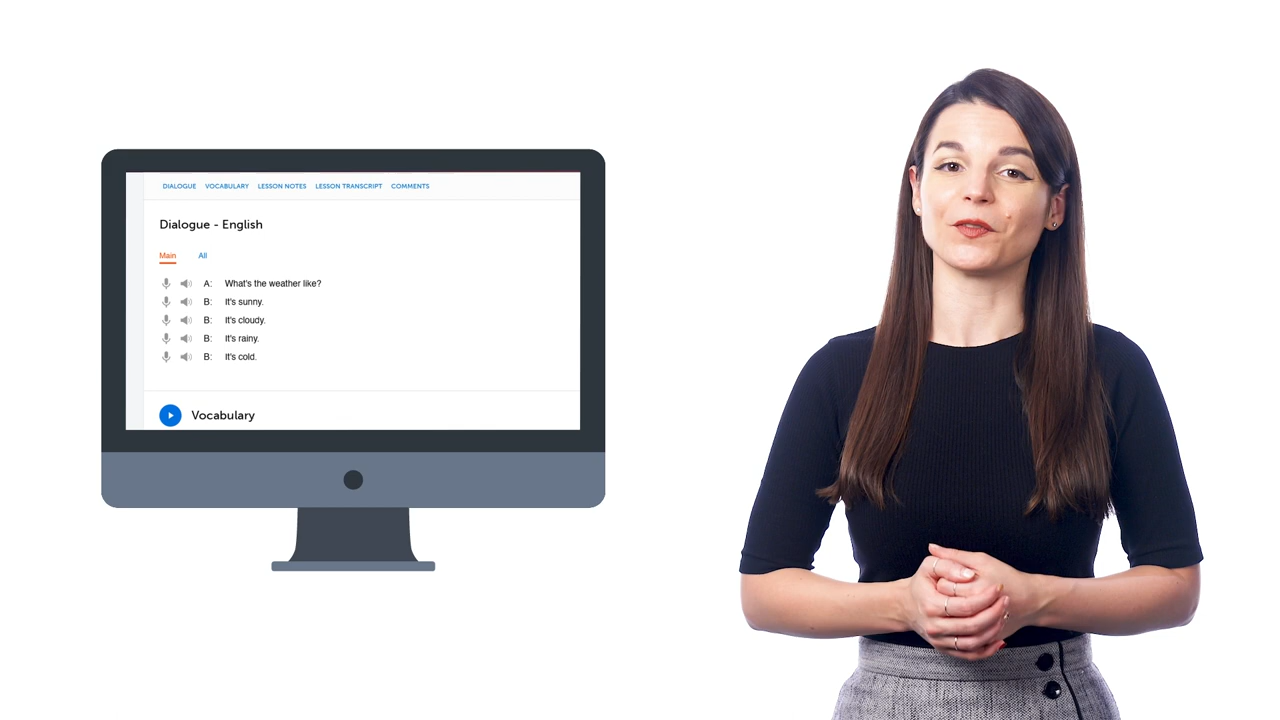 DIALOGUE VOCABULARY LESSON NOTES LESSON TRANSCRIPT COMMENTS
Dialogue - English
Main All
A: What's the weather like?
B: It's sunny.
B: It's cloudy.
B: It's rainy.
B: It's cold.
Vocabulary